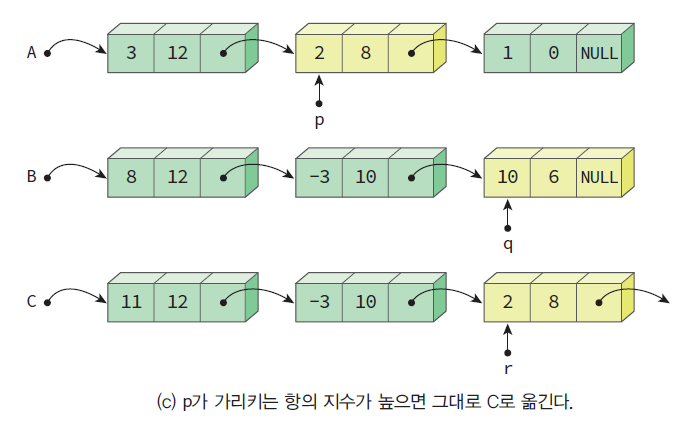 A 3 12 2 8 1 0 NULL
p
B 8 12 -3 10 10 6 NULL
q
C 11 12 -3 10 2 8
r
(c) p가 가리키는 항의 지수가 높으면 그대로 C로 옮긴다.